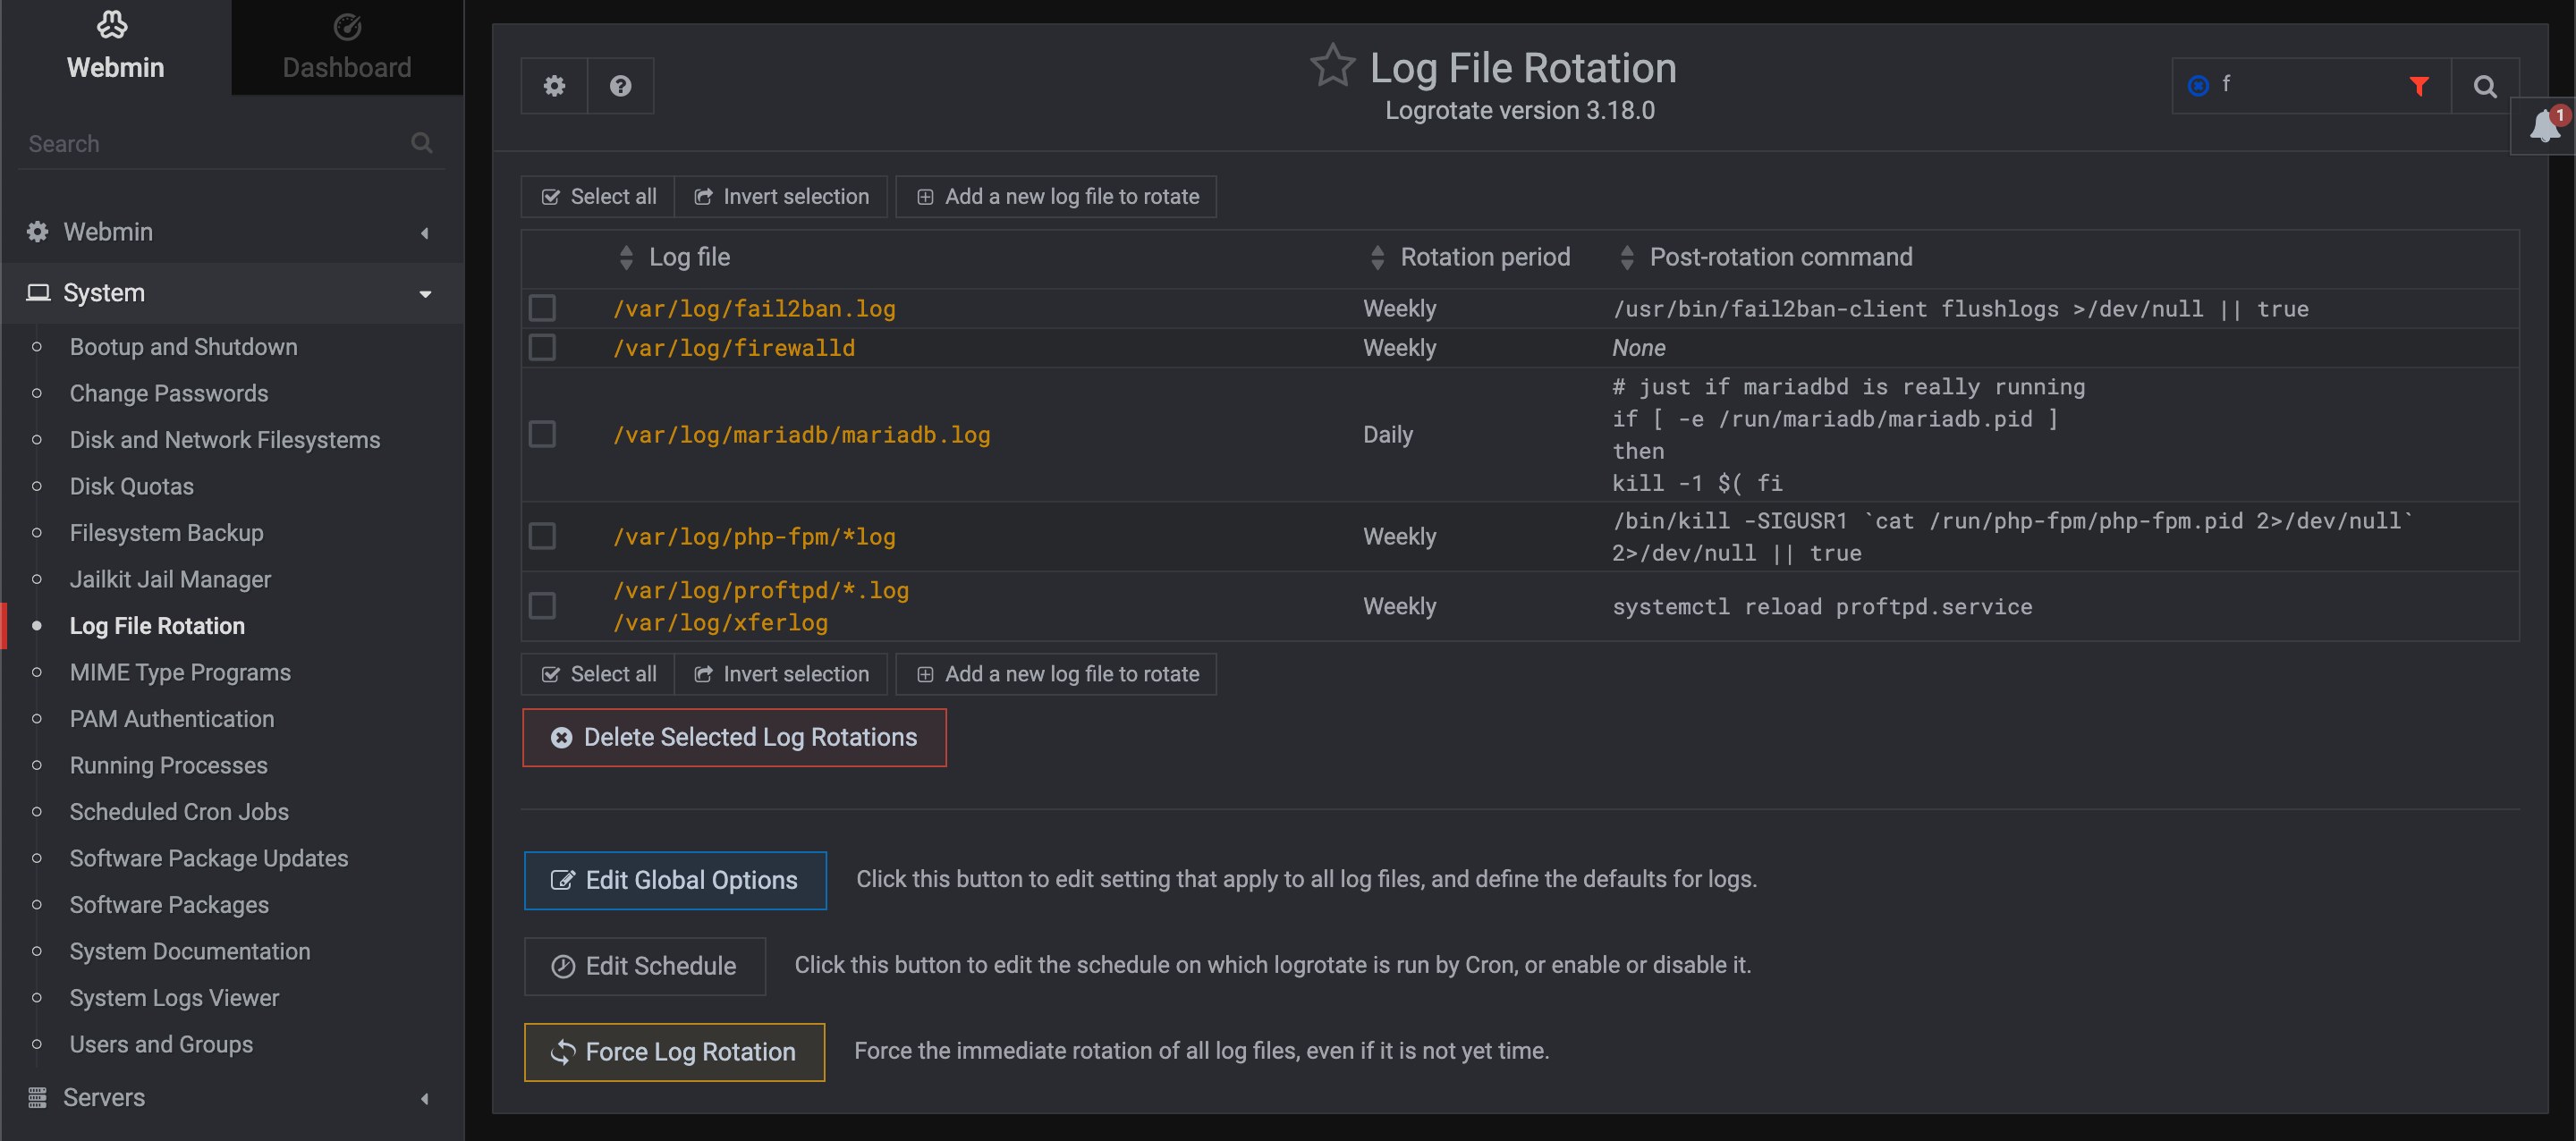 Webmin
Dashboard
Search
Webmin
System
Bootup and Shutdown
Change Passwords
Disk and Network Filesystems
Disk Quotas
Filesystem Backup
Jailkit Jail Manager
Log File Rotation
MIME Type Programs
PAM Authentication
Running Processes
Scheduled Cron Jobs
Software Package Updates
Software Packages
System Documentation
System Logs Viewer
Users and Groups
Servers
Log File Rotation
Logrotate version 3.18.0
f
1
Select all Invert selection Add a new log file to rotate
Log file Rotation period Post-rotation command
/var/log/fail2ban.log Weekly /usr/bin/fail2ban-client flushlogs >/dev/null || true
/var/log/firewalld Weekly None
/var/log/mariadb/mariadb.log Daily # just if mariadbd is really running
if [ -e /run/mariadb/mariadb.pid ]
then
kill -1 $( fi
/var/log/php-fpm/*log Weekly /bin/kill -SIGUSR1 `cat /run/php-fpm/php-fpm.pid 2>/dev/null`
2>/dev/null || true
/var/log/proftpd/*.log
/var/log/xferlog Weekly systemctl reload proftpd.service
Select all Invert selection Add a new log file to rotate
Delete Selected Log Rotations
Edit Global Options Click this button to edit setting that apply to all log files, and define the defaults for logs.
Edit Schedule Click this button to edit the schedule on which logrotate is run by Cron, or enable or disable it.
Force Log Rotation Force the immediate rotation of all log files, even if it is not yet time.